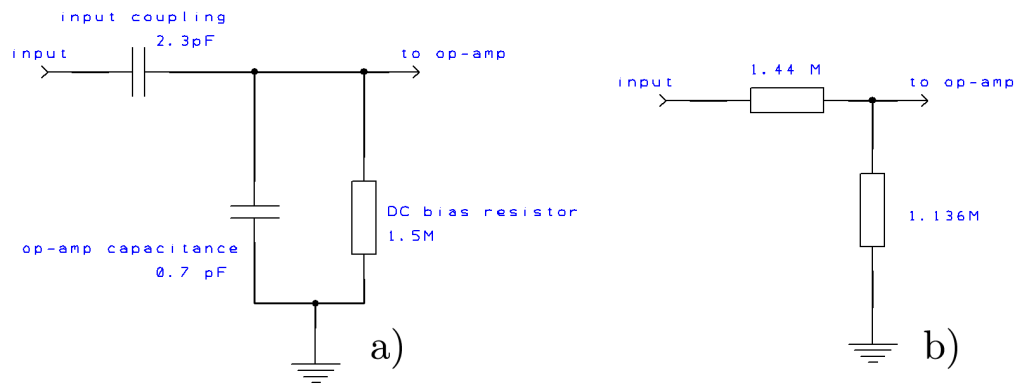 input coupling
2.3pF
input
to op-amp
DC bias resistor
1.5M
op-amp capacitance
0.7 pF
a)
1.44 M
input
to op-amp
1.136M
b)